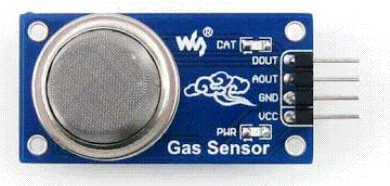 W®
CAT
DOUT
AOUT
GND
VCC
PWR
Gas Sensor